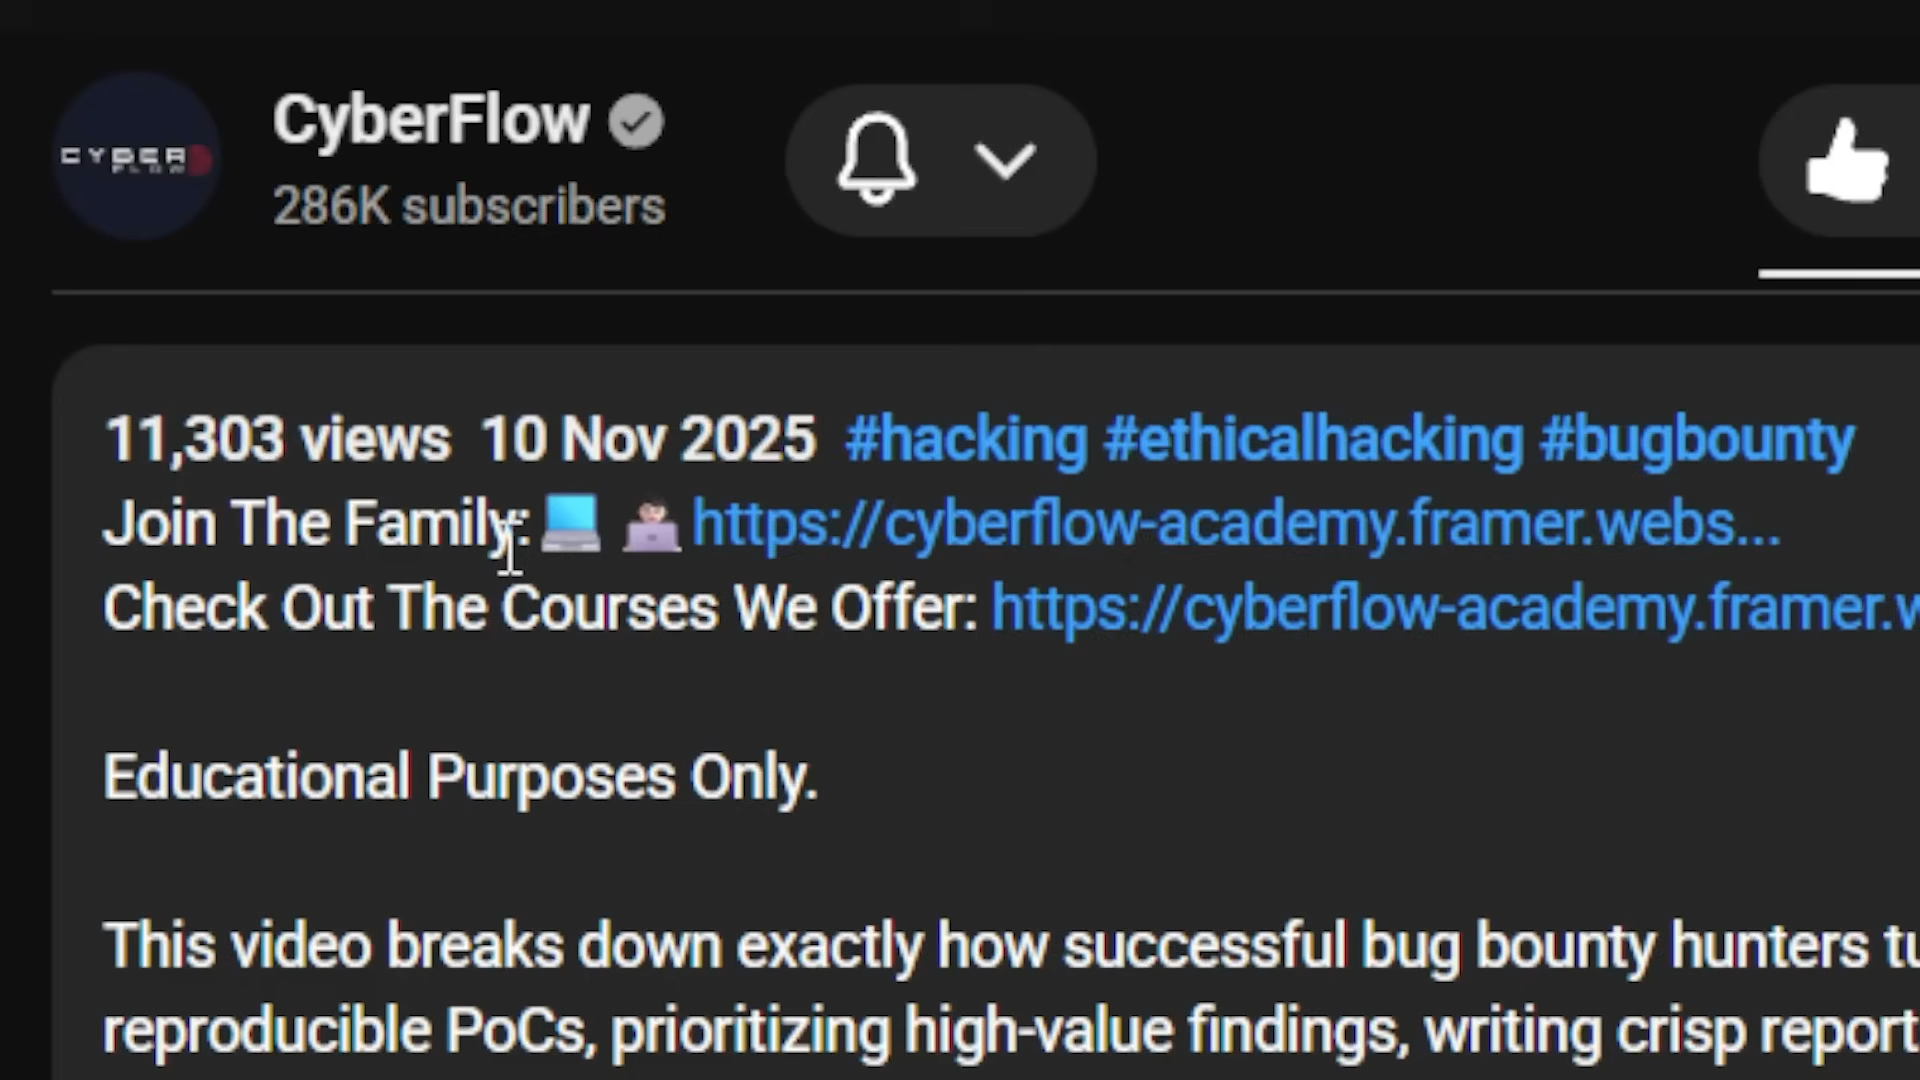 CYBER
FLOW
CyberFlow
286K subscribers
11,303 views 10 Nov 2025 #hacking #ethicalhacking #bugbounty
Join The Family: https://cyberflow-academy.framer.webs...
Check Out The Courses We Offer: https://cyberflow-academy.framer.w
Educational Purposes Only.
This video breaks down exactly how successful bug bounty hunters tu
reproducible PoCs, prioritizing high-value findings, writing crisp report